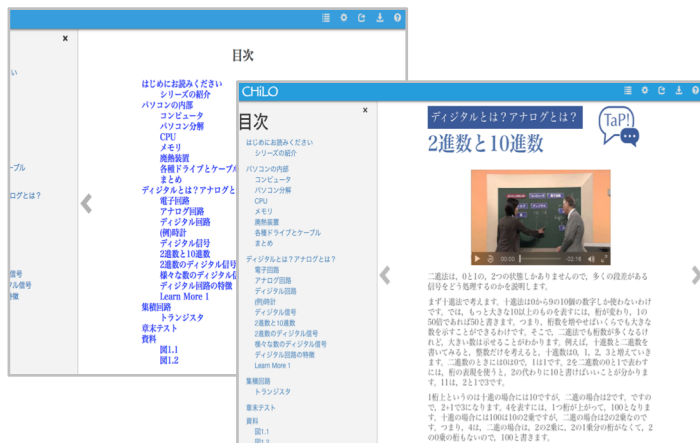 目次
い
ーブル
ログとは？
信号
ル信号
特徴
はじめにお読みください
シリーズの紹介
パソコンの内部
コンピュータ
パソコン分解
CPU
メモリ
廃熱装置
各種ドライブとケーブル
まとめ
ディジタルとは？アナログと
電子回路
アナログ回路
ディジタル回路
(例)時計
ディジタル信号
2進数と10進数
2進数のディジタル信号
様々な数のディジタル信
ディジタル回路の特徴
Learn More 1
集積回路
トランジスタ
章末テスト
資料
図1.1
図1.2
CHiLO
目次
はじめにお読みください
シリーズの紹介
パソコンの内部
コンピュータ
パソコン分解
CPU
メモリ
廃熱装置
各種ドライブとケーブル
まとめ
ディジタルとは？アナログとは？
電子回路
アナログ回路
ディジタル回路
(例)時計
ディジタル信号
2進数と10進数
2進数のディジタル信号
様々な数のディジタル信号
ディジタル回路の特徴
Learn More 1
集積回路
トランジスタ
章末テスト
資料
図1.1
図1.2
ディジタルとは？アナログとは？
TaP!
2進数と10進数
00:00
-02:16
二進法は、0と1の、2つの状態しかありませんので、多くの段差がある
信号をどう処理するのかを説明します。
まず十進法で考えます。十進法は0から9の10個の数字しか使わないわけ
です。では、もっと大きな10以上のものを表すには、桁が変わり、1の
50倍であれば50と書きます。つまり、桁数を増やせばいくらでも大きな
数を示すことができるわけです。そこで、二進法でも桁数が多くなるけ
れど、大きい数は示せることがわかります。例えば、十進数と二進数を
書いてみると、整数だけを考えると、十進数は0, 1, 2, 3と増えていき
ます。二進数のときには0は0で、1は1です。2を二進数の0と1で表わす
には、桁の表現を使うと、2の代わりに10と書けばいいことが分かりま
す。11は、2と1で3です。
1桁上というのは十進の場合には10ですが、二進の場合は2です。ですの
で、2+1で3になります。4を表すには、1つ桁が上がって、100となりま
す。十進の場合には100は10の2乗ですが、二進の場合は2の2乗なので
す。つまり、4は、二進の場合は、2の2乗に、2の1乗分の桁がなくて、2
の0乗の桁もないので、100と書きます。